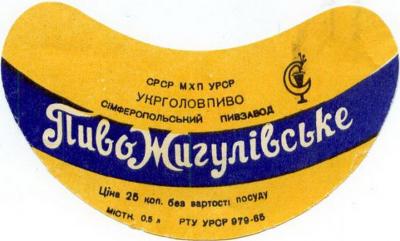 СРСР МХП УРСР
УКРГОЛОВПИВО
СІМФЕРОПОЛЬСЬКИЙ ПИВЗАВОД
Пиво Жигулівське
Ціна 25 коп. без вартості посуду
МІСТК. 0,5 л РТУ УРСР 979-65